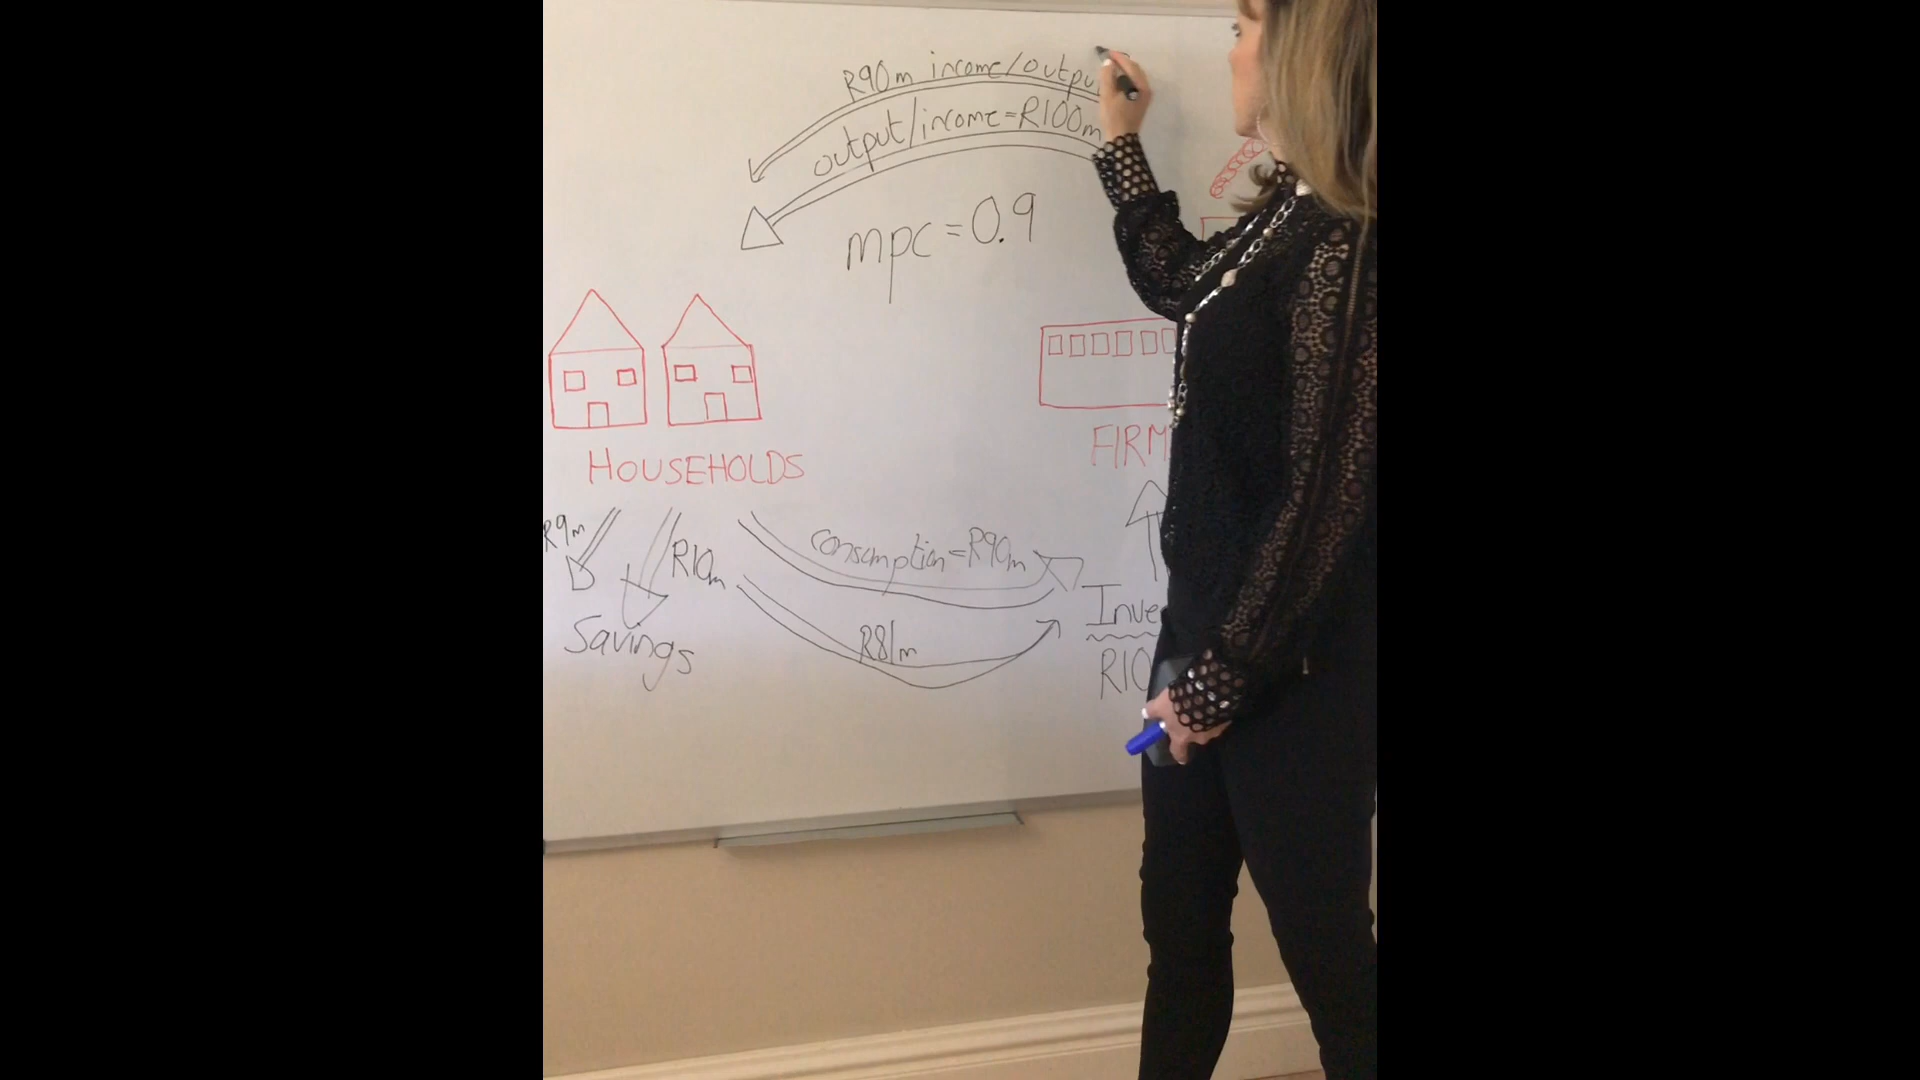 R90m income/outpu
output/income=R100m
mpc=0.9
HOUSEHOLDS
FIRM
R9m
R10m
Consumption=R90m
Savings
R81m
Inve
R10